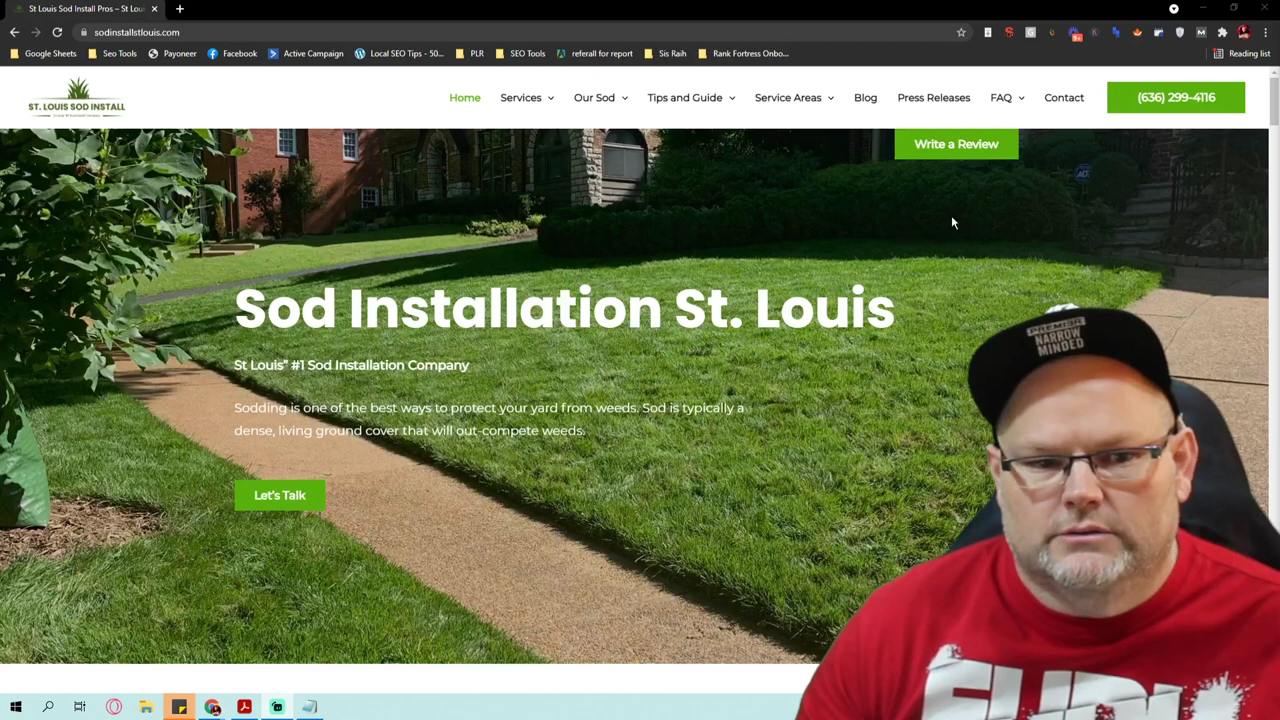 St Louis Sod Install Pros – St Lou
sodinstallstlouis.com
Google Sheets
Seo Tools
Payoneer
Facebook
Active Campaign
Local SEO Tips - 50...
PLR
SEO Tools
referall for report
Sis Raih
Rank Fortress Onbo...
Reading list
ST. LOUIS SOD INSTALL
Home
Services
Our Sod
Tips and Guide
Service Areas
Blog
Press Releases
FAQ
Contact
(636) 299-4116
Write a Review
ADT
Sod Installation St. Louis
St Louis” #1 Sod Installation Company
Sodding is one of the best ways to protect your yard from weeds. Sod is typically a
dense, living ground cover that will out-compete weeds.
Let's Talk
PREMIER
NARROW
MINDED